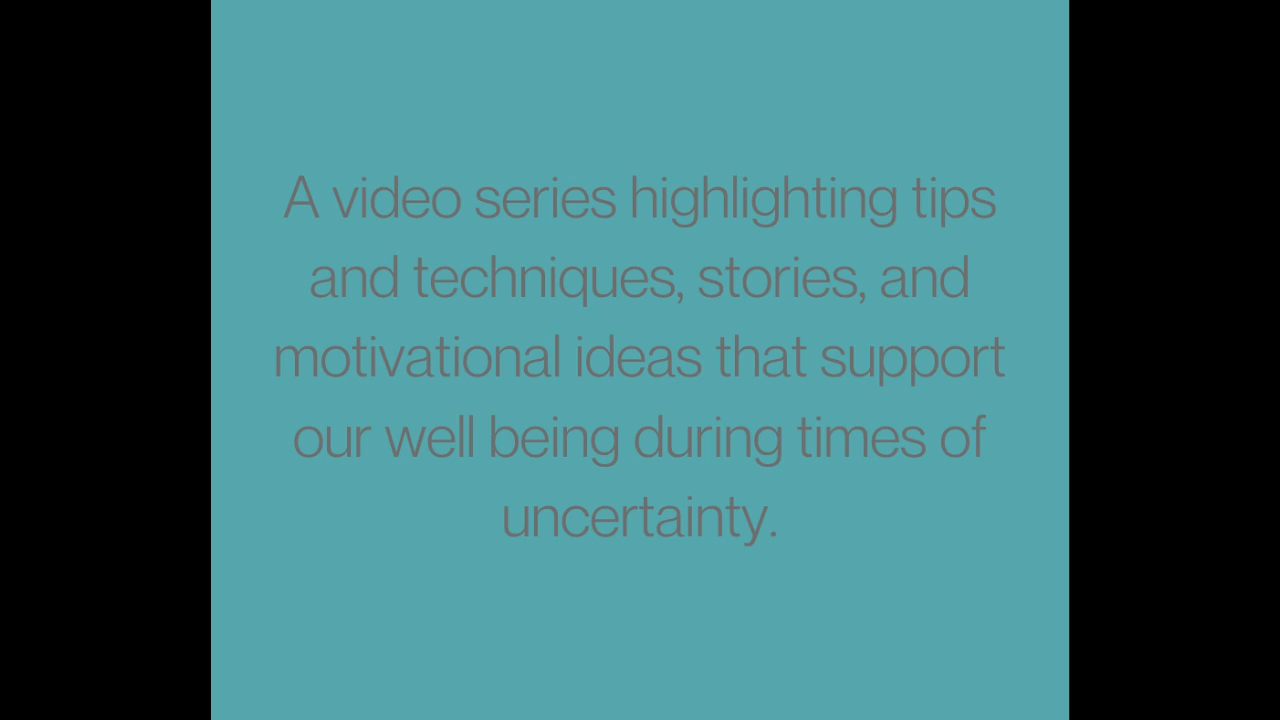 A video series highlighting tips
and techniques, stories, and
motivational ideas that support
our well being during times of
uncertainty.